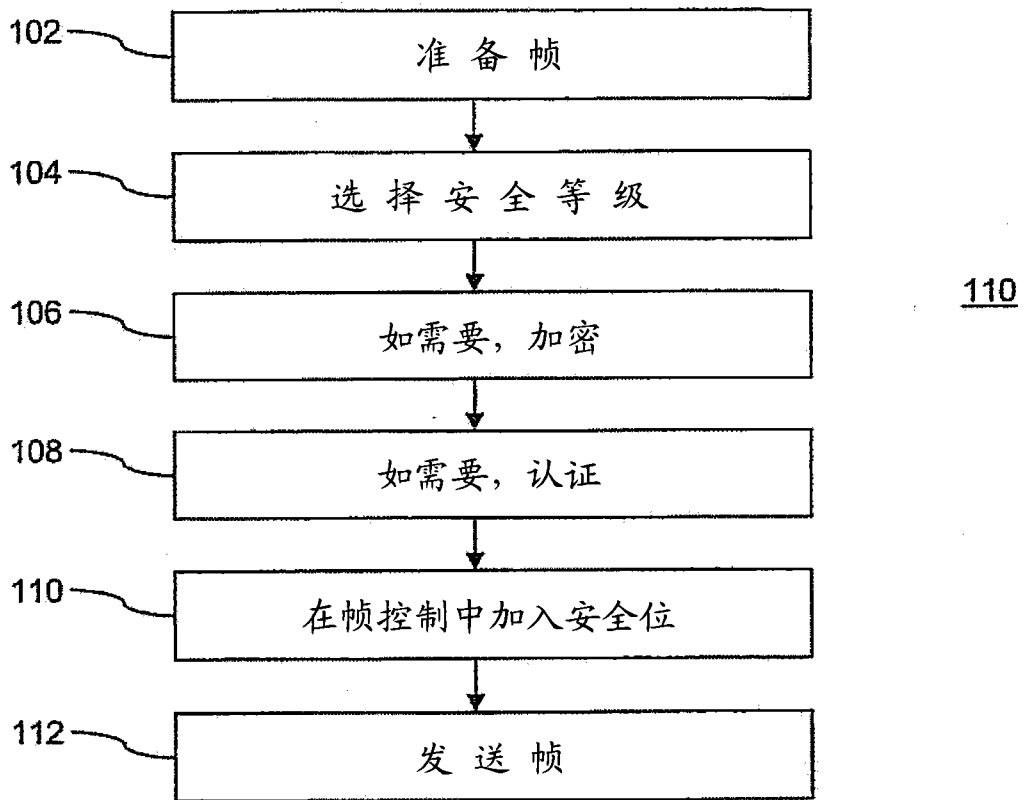 102
准备帧
104
选择安全等级
110
106
如需要，加密
108
如需要，认证
110
在帧控制中加入安全位
112
发送帧